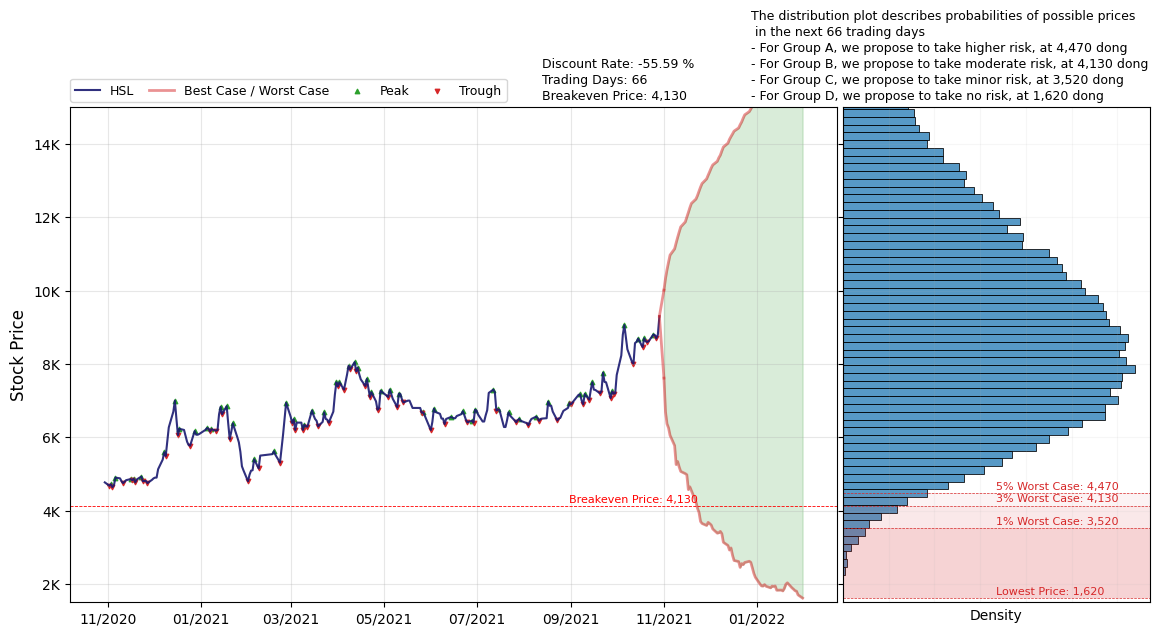 The distribution plot describes probabilities of possible prices
in the next 66 trading days
- For Group A, we propose to take higher risk, at 4,470 dong
- For Group B, we propose to take moderate risk, at 4,130 dong
- For Group C, we propose to take minor risk, at 3,520 dong
- For Group D, we propose to take no risk, at 1,620 dong
Discount Rate: -55.59 %
Trading Days: 66
Breakeven Price: 4,130
HSL Best Case / Worst Case Peak Trough
Stock Price
14K
12K
10K
8K
6K
4K
2K
Breakeven Price: 4,130
11/2020 01/2021 03/2021 05/2021 07/2021 09/2021 11/2021 01/2022
5% Worst Case: 4,470
3% Worst Case: 4,130
1% Worst Case: 3,520
Lowest Price: 1,620
Density